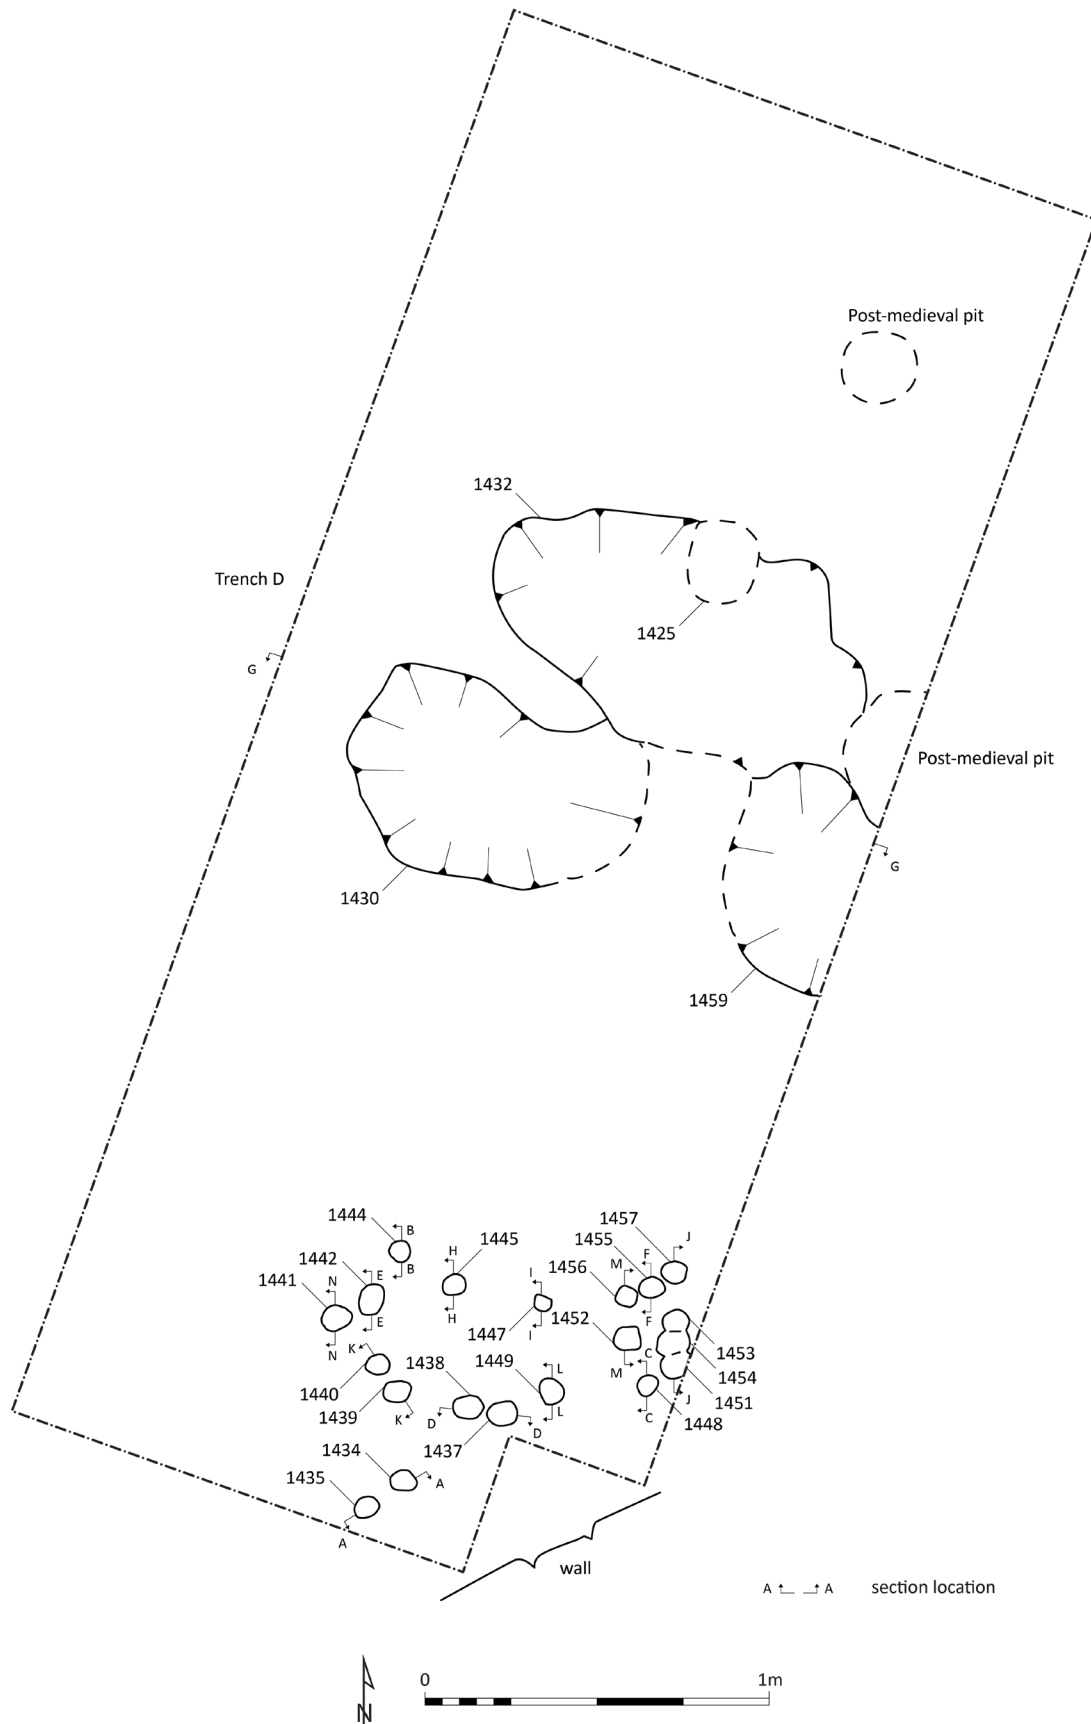 Post-medieval pit
1432
Trench D
1425
G
Post-medieval pit
G
1430
1459
1444
B
1457
1442
H
1445
1455
J
B
E
F
M
1456
1441
N
I
H
1452
E
F
1447
I
K
N
1438
1449
L
M
C
1453
1454
1440
1451
J
1439
K
D
L
C
1448
1437
D
1434
1435
A
A
wall
A A section location
0 1m
N